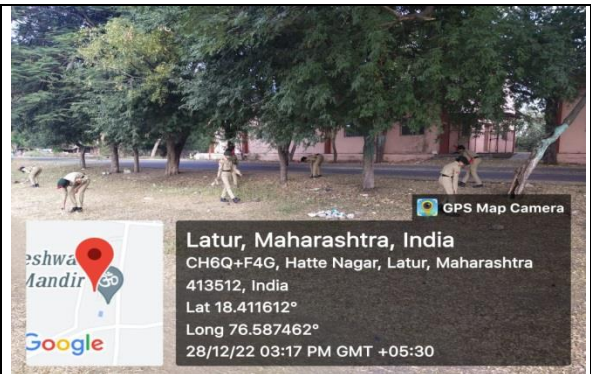 GPS Map Camera
eshwa
Mandir
Google
Latur, Maharashtra, India
CH6Q+F4G, Hatte Nagar, Latur, Maharashtra
413512, India
Lat 18.411612°
Long 76.587462°
28/12/22 03:17 PM GMT +05:30